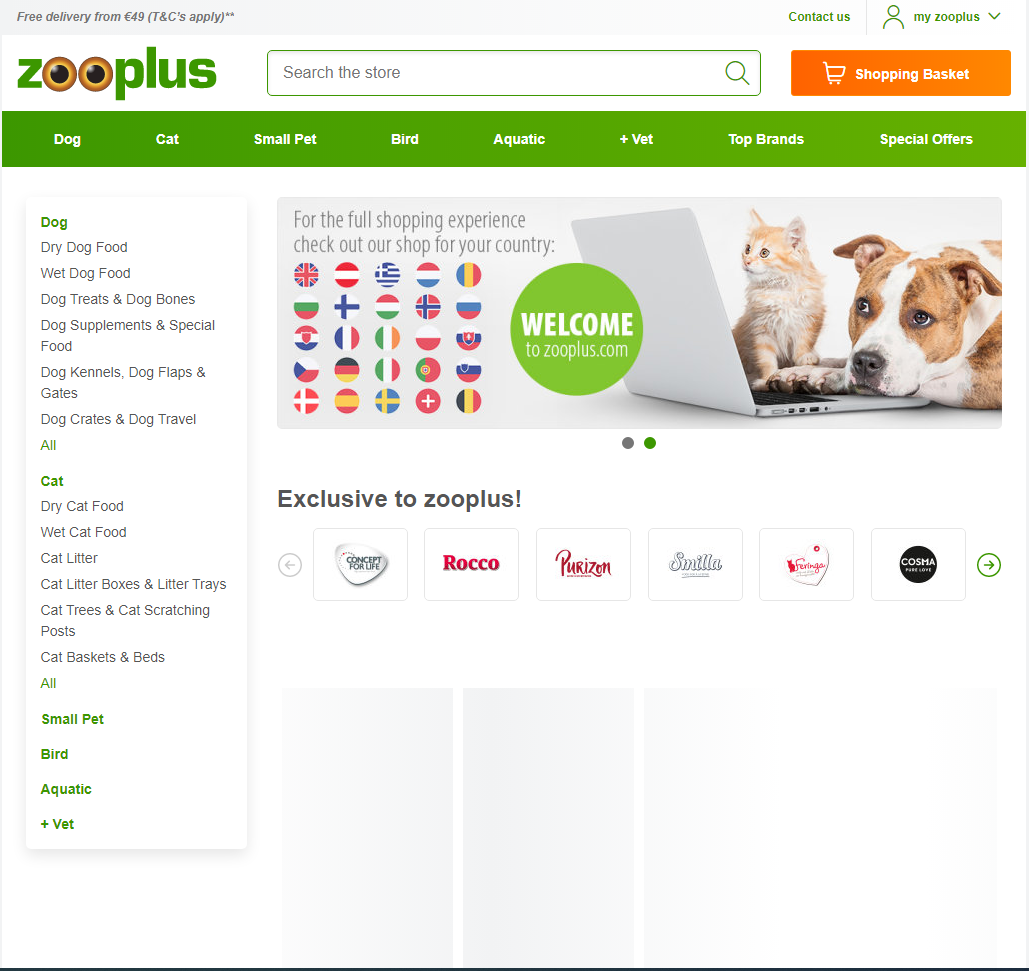 Free delivery from €49 (T&C's apply)**
Contact us
my zooplus
zooplus
Search the store
Shopping Basket
Dog
Cat
Small Pet
Bird
Aquatic
+ Vet
Top Brands
Special Offers
Dog
Dry Dog Food
Wet Dog Food
Dog Treats & Dog Bones
Dog Supplements & Special
Food
Dog Kennels, Dog Flaps &
Gates
Dog Crates & Dog Travel
All
Cat
Dry Cat Food
Wet Cat Food
Cat Litter
Cat Litter Boxes & Litter Trays
Cat Trees & Cat Scratching
Posts
Cat Baskets & Beds
All
Small Pet
Bird
Aquatic
+ Vet
For the full shopping experience
check out our shop for your country:
WELCOME
to zooplus.com
Exclusive to zooplus!
CONCEPT
FOR LIFE
Rocco
PURIZON
Smilla
Feringa
COSMA
PURE LOVE